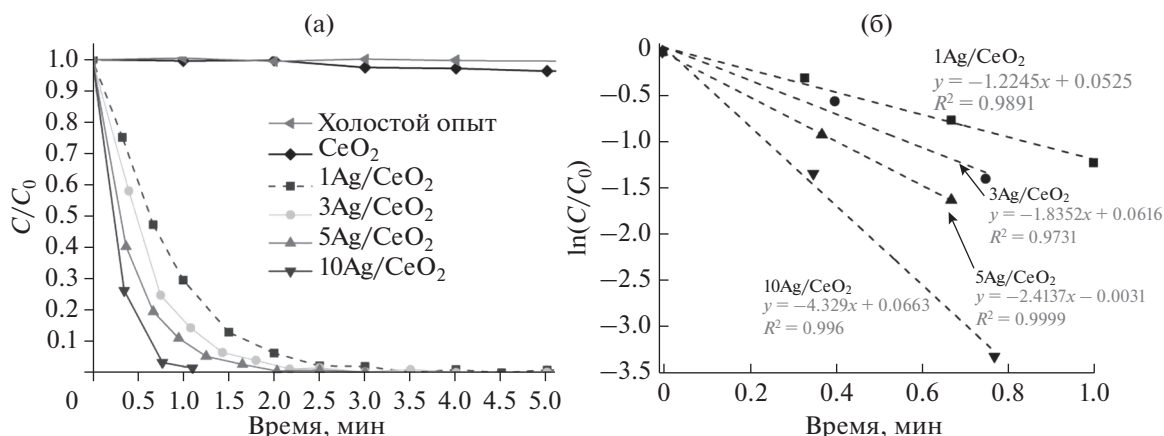 (а)
C/C0
1.0
0.9
0.8
0.7
0.6
0.5
0.4
0.3
0.2
0.1
0
0.5
1.0
1.5
2.0
2.5
3.0
3.5
4.0
4.5
5.0
Время, мин
Холостой опыт
CeO2
1Ag/CeO2
3Ag/CeO2
5Ag/CeO2
10Ag/CeO2
(б)
ln(C/C0)
0
−0.5
−1.0
−1.5
−2.0
−2.5
−3.0
−3.5
0
0.2
0.4
0.6
0.8
1.0
Время, мин
1Ag/CeO2
y = −1.2245x + 0.0525
R2 = 0.9891
3Ag/CeO2
y = −1.8352x + 0.0616
R2 = 0.9731
5Ag/CeO2
y = −2.4137x − 0.0031
R2 = 0.9999
10Ag/CeO2
y = −4.329x + 0.0663
R2 = 0.996